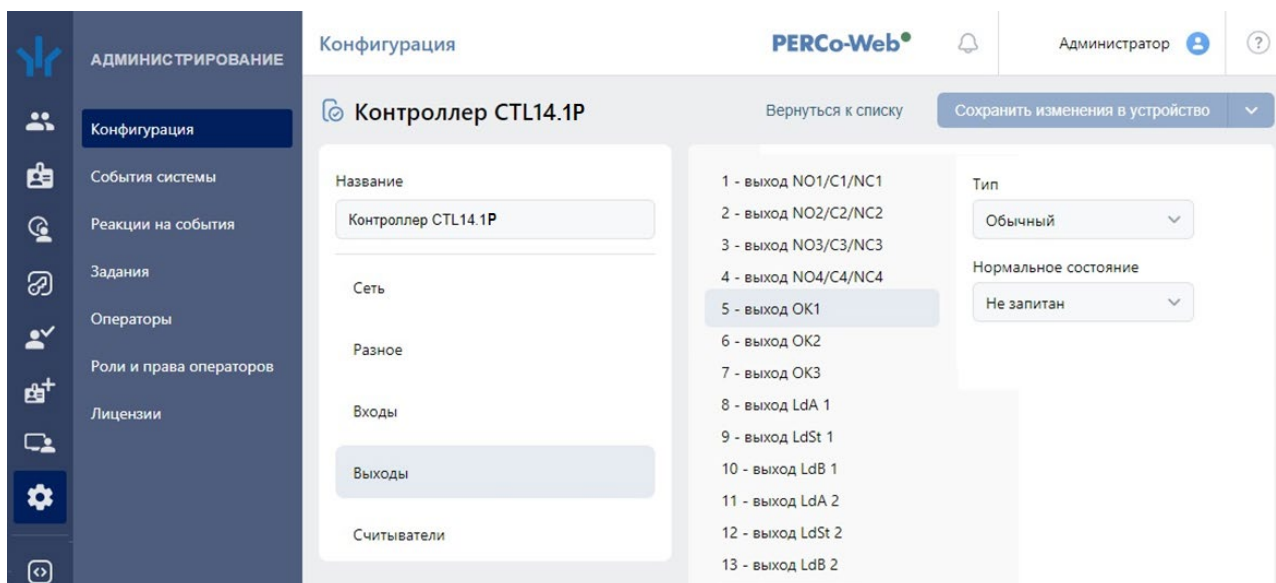 АДМИНИСТРИРОВАНИЕ
Конфигурация
События системы
Реакции на события
Задания
Операторы
Роли и права операторов
Лицензии
Конфигурация
PERCo-Web
Администратор
?
Контроллер CTL14.1P
Вернуться к списку
Сохранить изменения в устройство
Название
Контроллер CTL14.1P
Сеть
Разное
Входы
Выходы
Считыватели
1 - выход NO1/C1/NC1
2 - выход NO2/C2/NC2
3 - выход NO3/C3/NC3
4 - выход NO4/C4/NC4
5 - выход OK1
6 - выход OK2
7 - выход OK3
8 - выход LdA 1
9 - выход LdSt 1
10 - выход LdB 1
11 - выход LdA 2
12 - выход LdSt 2
13 - выход LdB 2
Тип
Обычный
Нормальное состояние
Не запитан